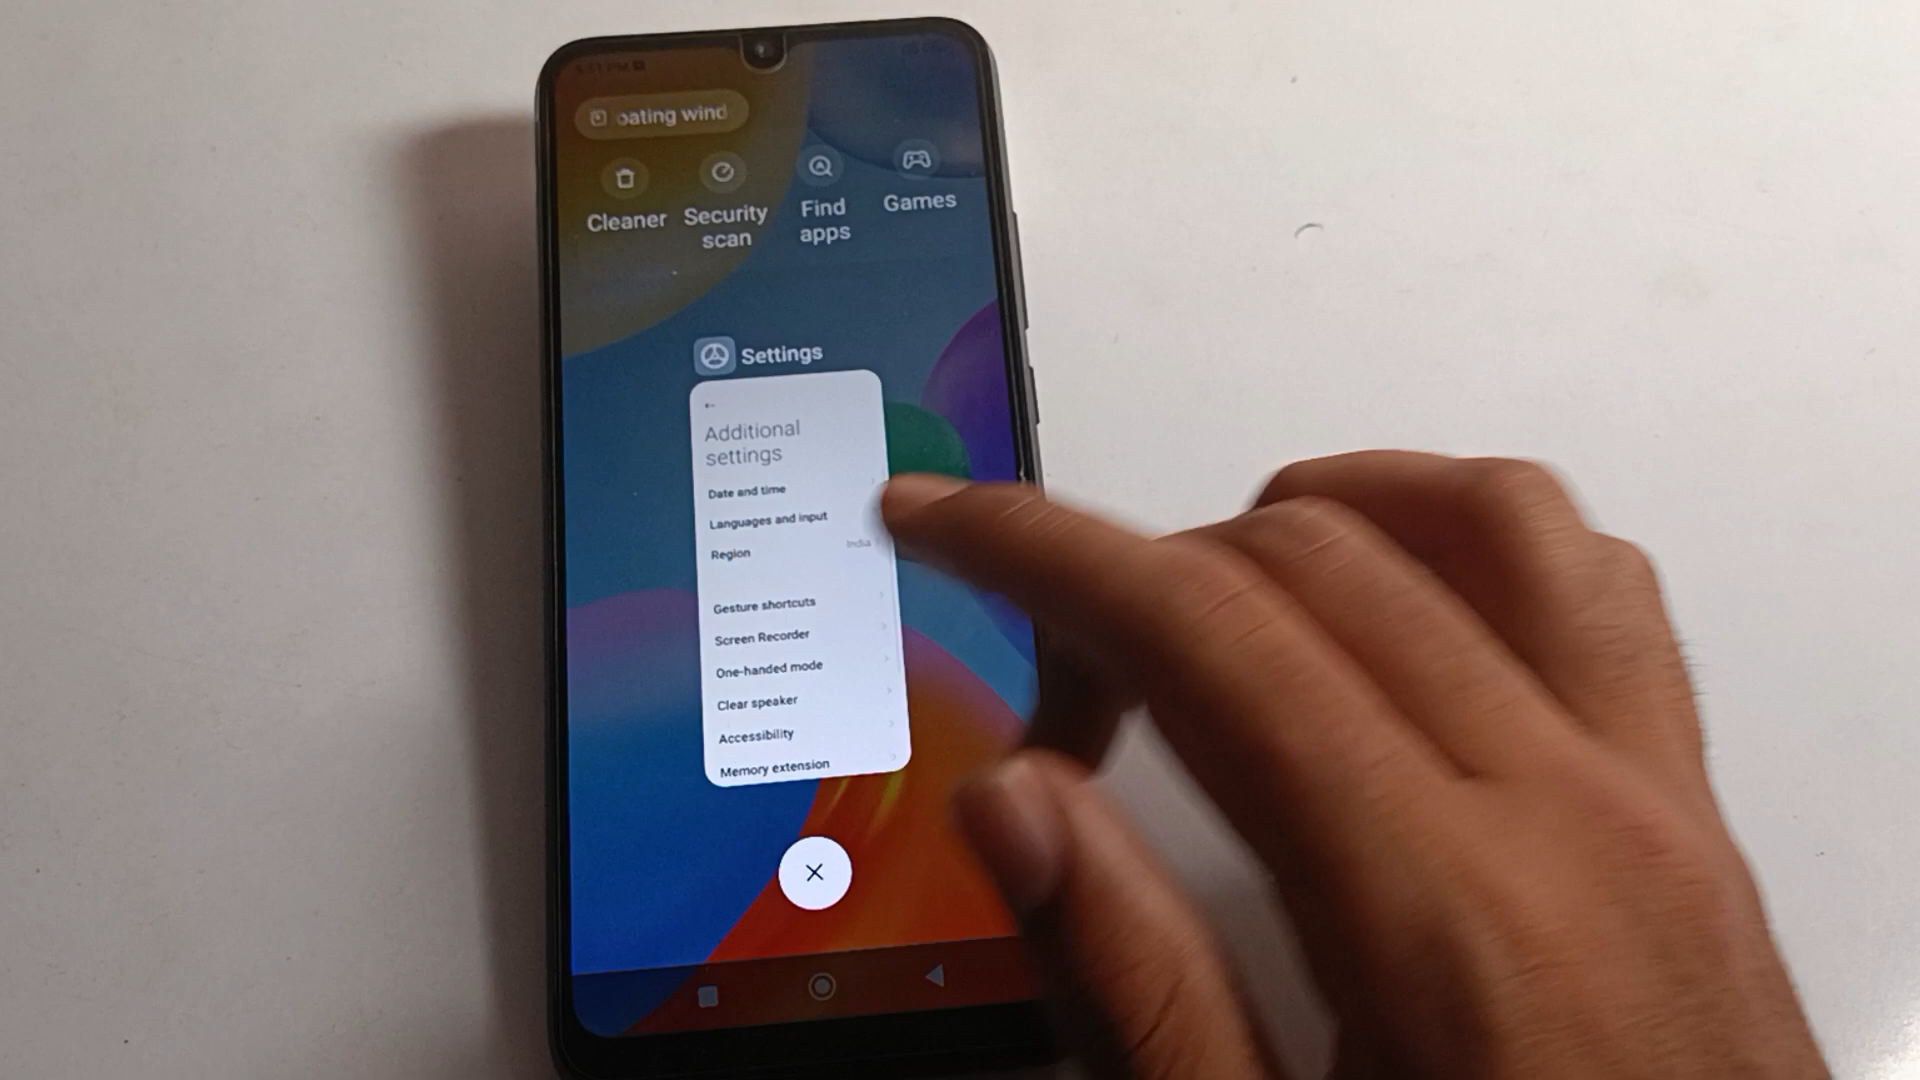 oating wind
Cleaner
Security
scan
Find
apps
Games
Settings
Additional
settings
Date and time
Languages and input
Region
India
Gesture shortcuts
Screen Recorder
One-handed mode
Clear speaker
Accessibility
Memory extension